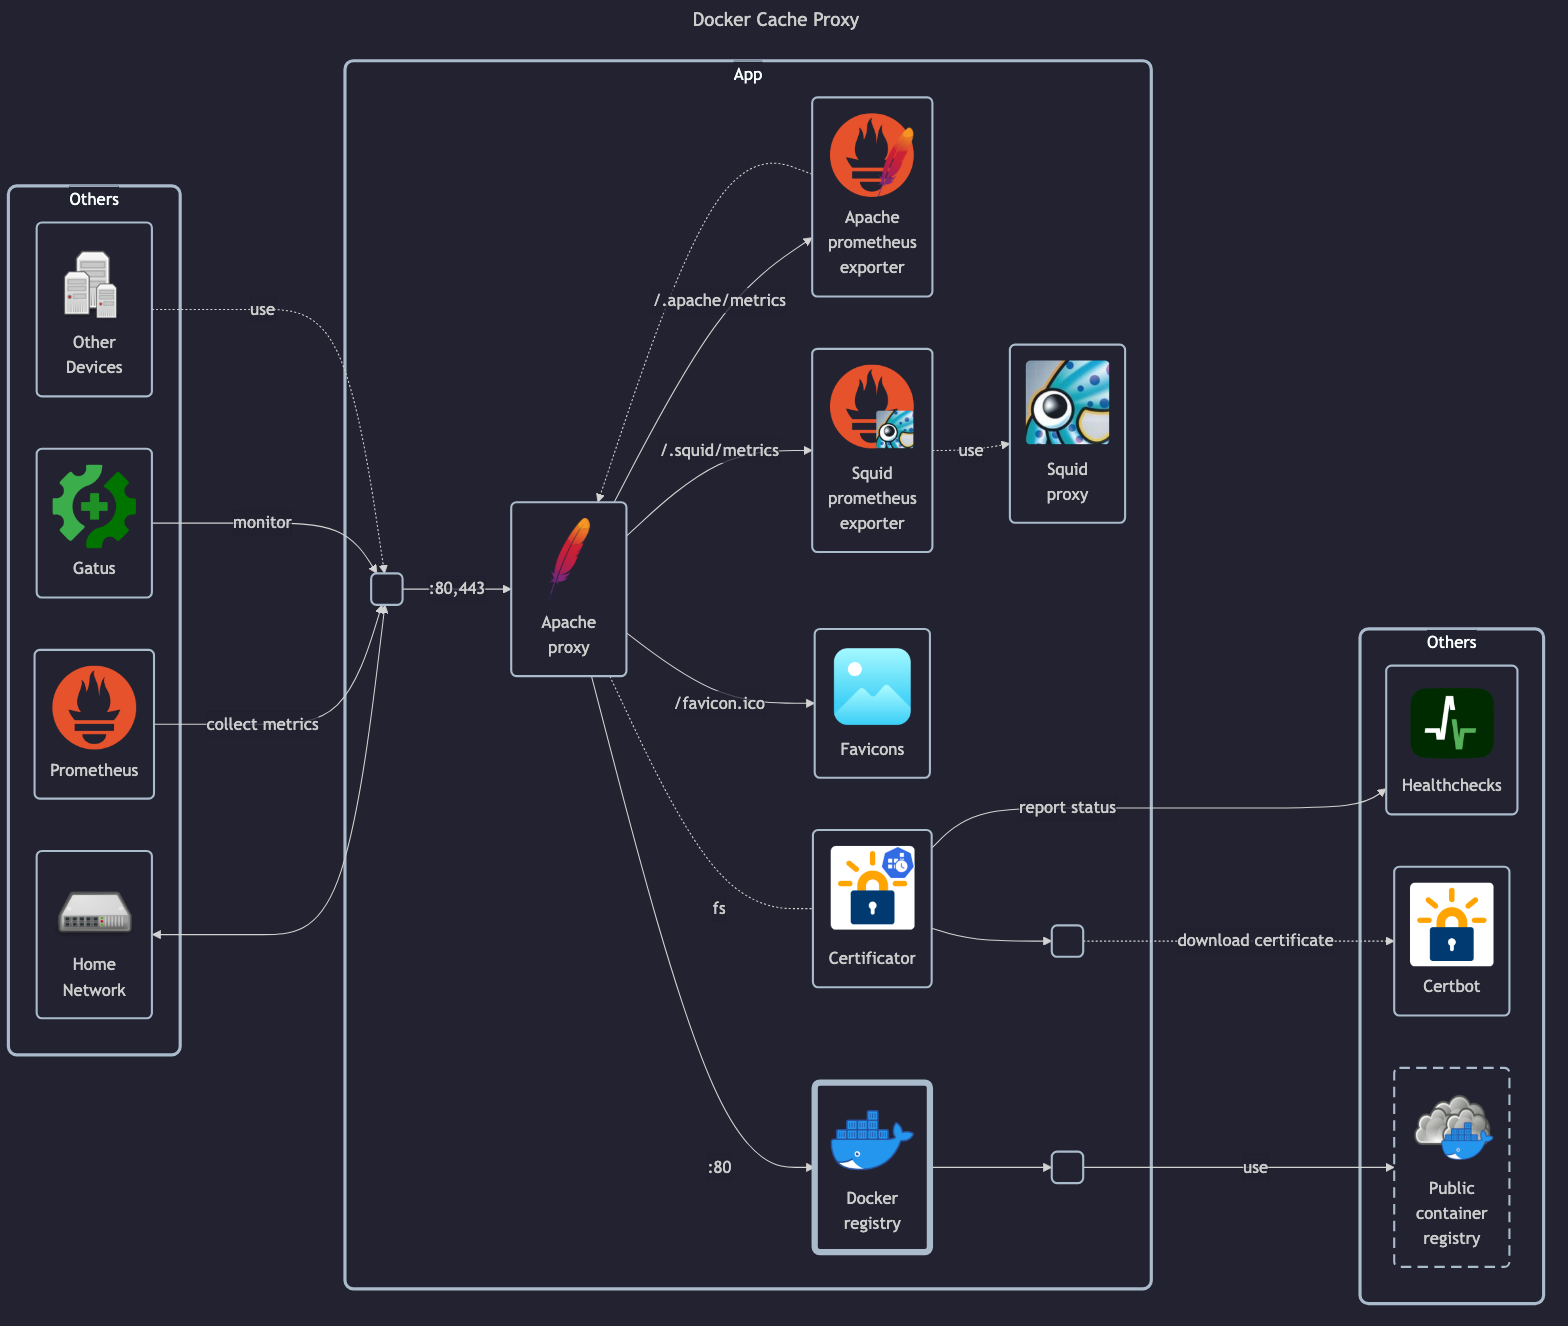 Docker Cache Proxy
App
Others
Other
Devices
use
Gatus
monitor
Prometheus
collect metrics
Home
Network
:80,443
Apache
proxy
Apache
prometheus
exporter
/.apache/metrics
/.squid/metrics
Squid
prometheus
exporter
use
Squid
proxy
/favicon.ico
Favicons
fs
Certificator
report status
download certificate
:80
Docker
registry
use
Others
Healthchecks
Certbot
Public
container
registry